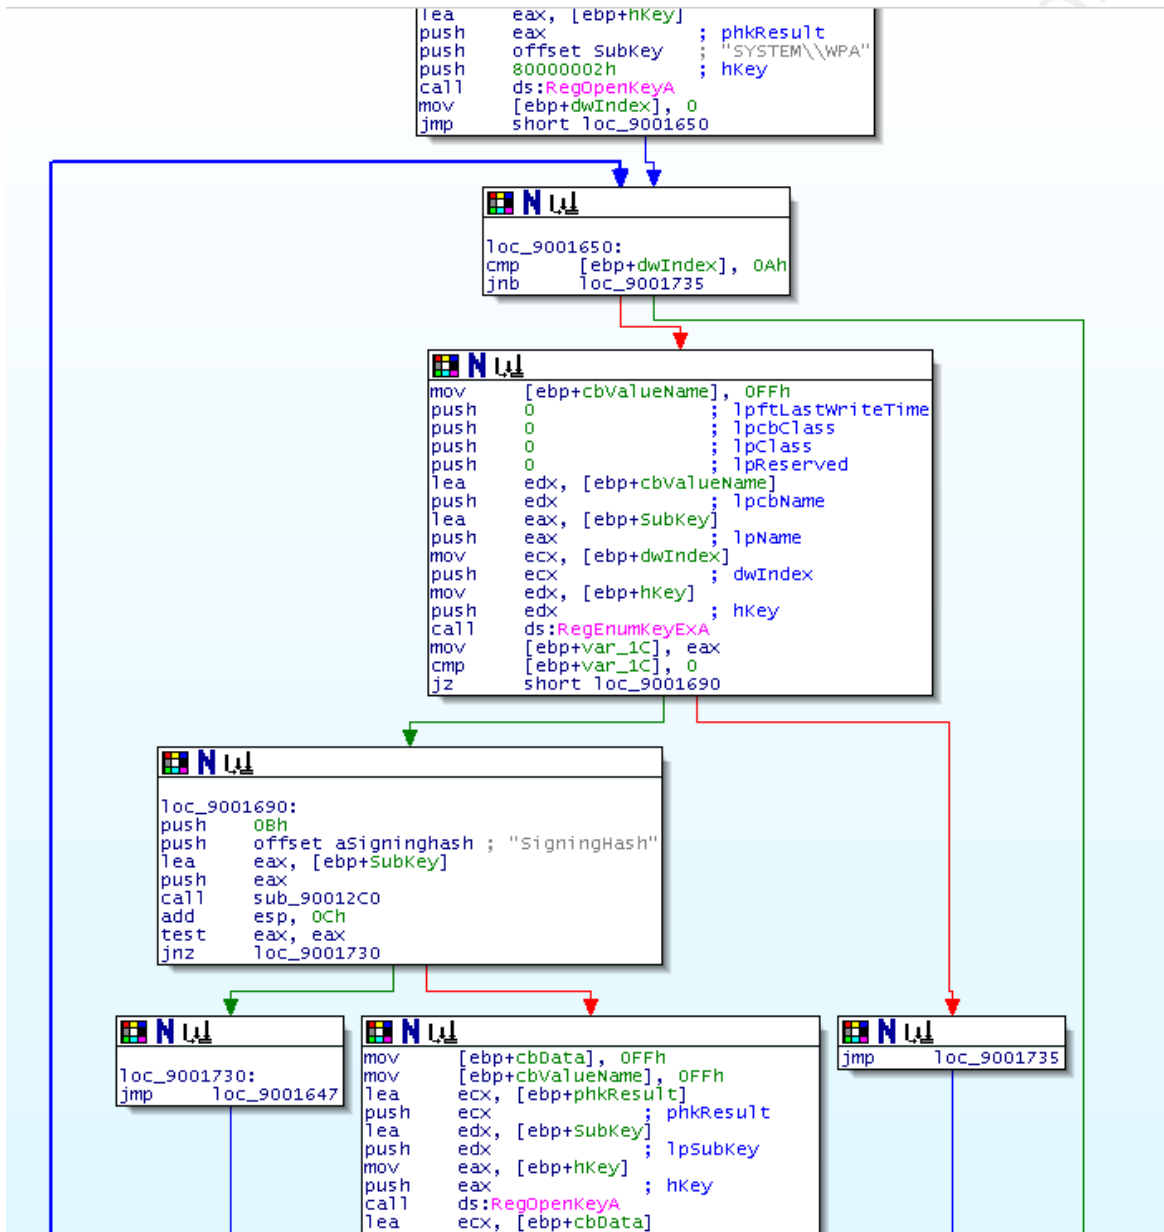 lea eax, [ebp+hKey]
push eax ; phkResult
push offset SubKey ; "SYSTEM\\WPA"
push 80000002h ; hKey
call ds:RegOpenKeyA
mov [ebp+dwIndex], 0
jmp short loc_9001650
loc_9001650:
cmp [ebp+dwIndex], 0Ah
jnb loc_9001735
mov [ebp+cbValueName], 0FFh
push 0 ; lpftLastWriteTime
push 0 ; lpcbClass
push 0 ; lpClass
push 0 ; lpReserved
lea edx, [ebp+cbValueName]
push edx ; lpcbName
lea eax, [ebp+SubKey]
push eax ; lpName
mov ecx, [ebp+dwIndex]
push ecx ; dwIndex
mov edx, [ebp+hKey]
push edx ; hKey
call ds:RegEnumKeyExA
mov [ebp+var_1C], eax
cmp [ebp+var_1C], 0
jz short loc_9001690
loc_9001690:
push 0Bh
push offset aSigninghash ; "SigningHash"
lea eax, [ebp+SubKey]
push eax
call sub_90012C0
add esp, 0Ch
test eax, eax
jnz loc_9001730
loc_9001730:
jmp loc_9001647
mov [ebp+cbData], 0FFh
mov [ebp+cbValueName], 0FFh
lea ecx, [ebp+phkResult]
push ecx ; phkResult
lea edx, [ebp+SubKey]
push edx ; lpSubKey
mov eax, [ebp+hKey]
push eax ; hKey
call ds:RegOpenKeyA
lea ecx, [ebp+cbData]
jmp loc_9001735